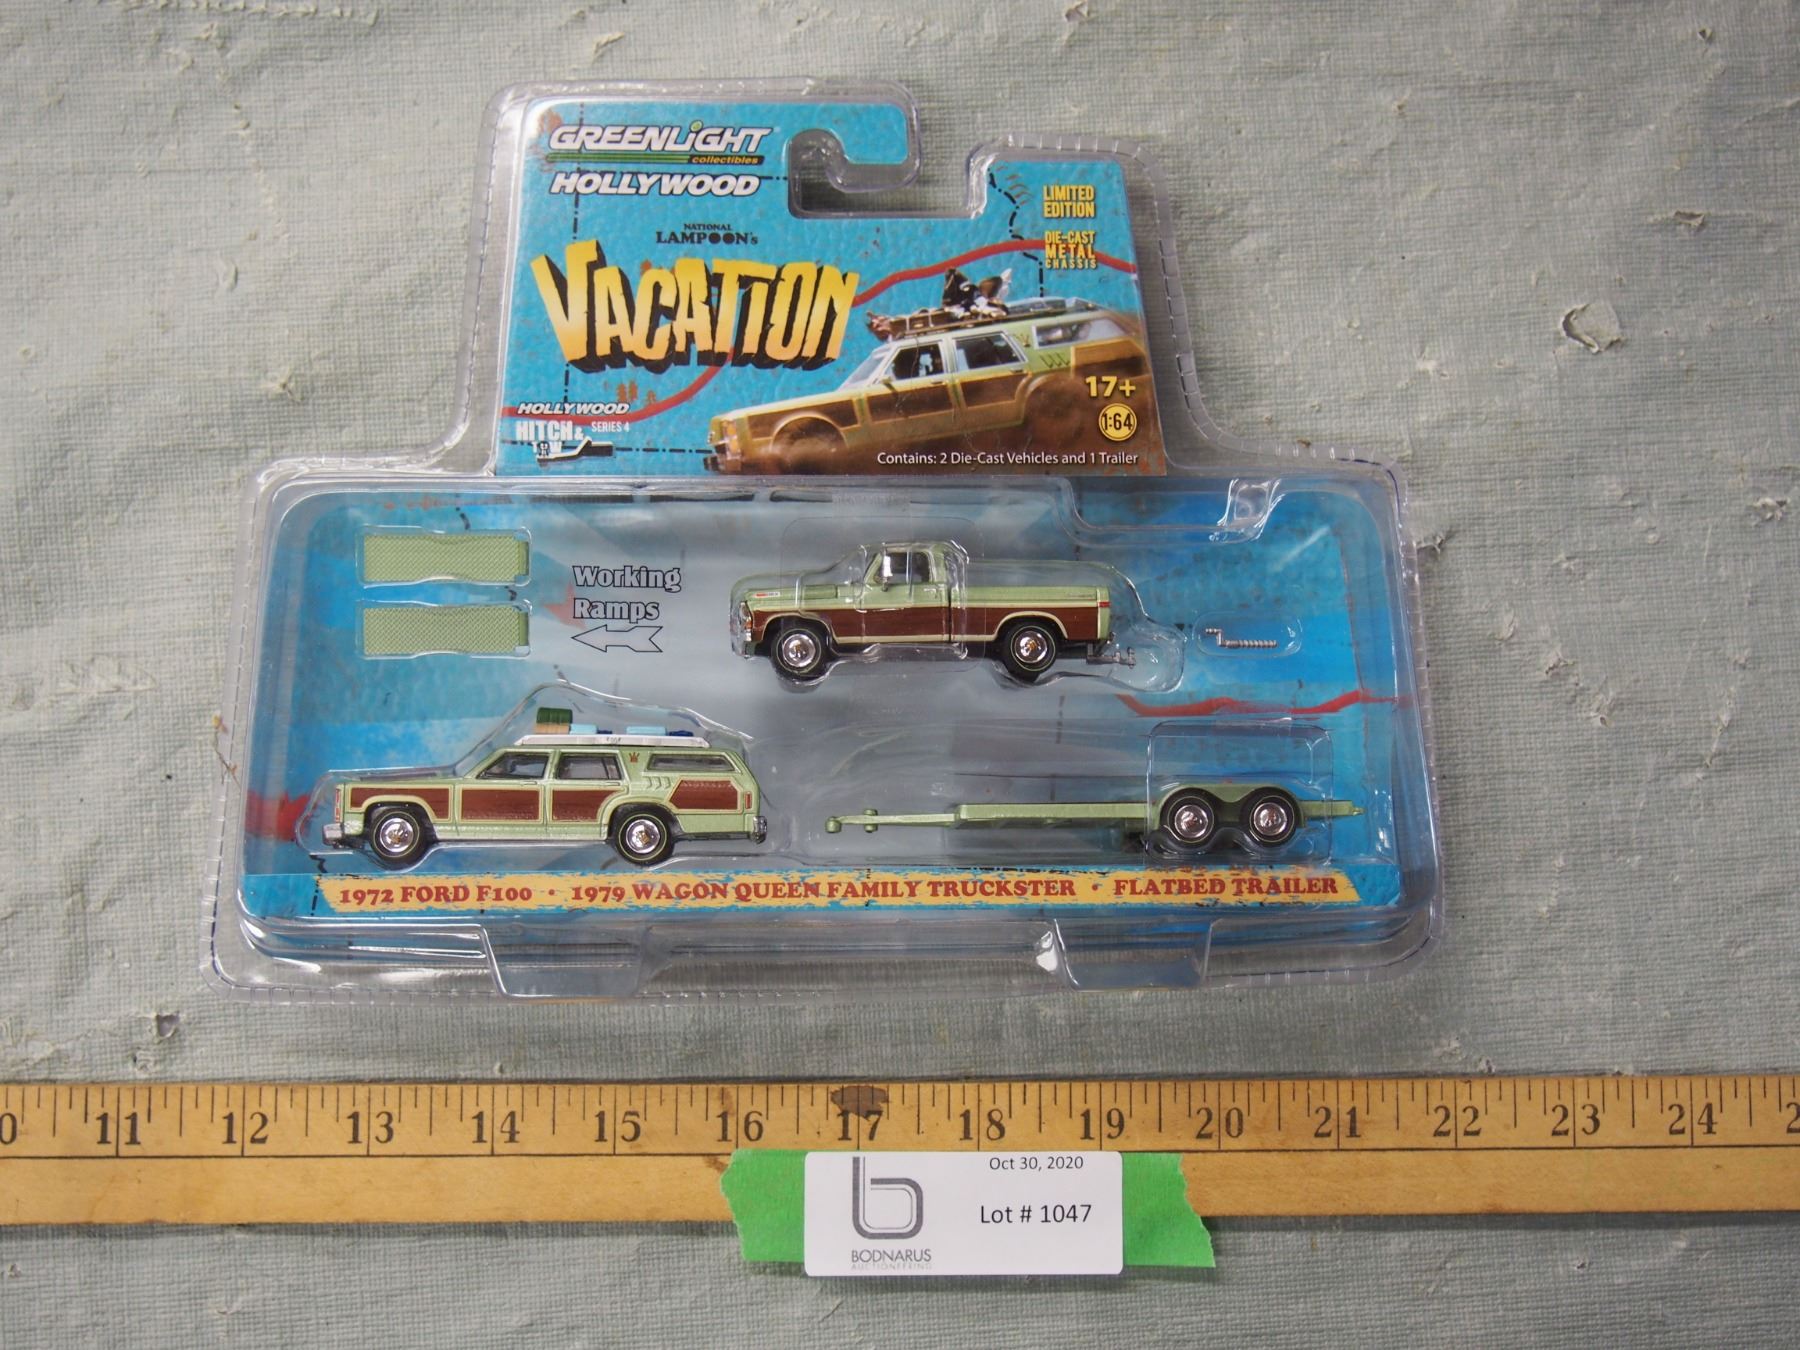 GREENLiGHT
collectibles
HOLLYWOOD
LIMITED
EDITION
DIE-CAST
METAL
CHASSIS
NATIONAL
LAMPOON's
VACATION
17+
1:64
HOLLYWOOD
HITCH & TOW SERIES 4
Contains: 2 Die-Cast Vehicles and 1 Trailer
Working
Ramps
1972 FORD F100 • 1979 WAGON QUEEN FAMILY TRUCKSTER • FLATBED TRAILER
11 12 13 14 15 16 17 18 19 20 21 22 23 24
Oct 30, 2020
Lot # 1047
b
BODNARUS
AUCTIONEERING